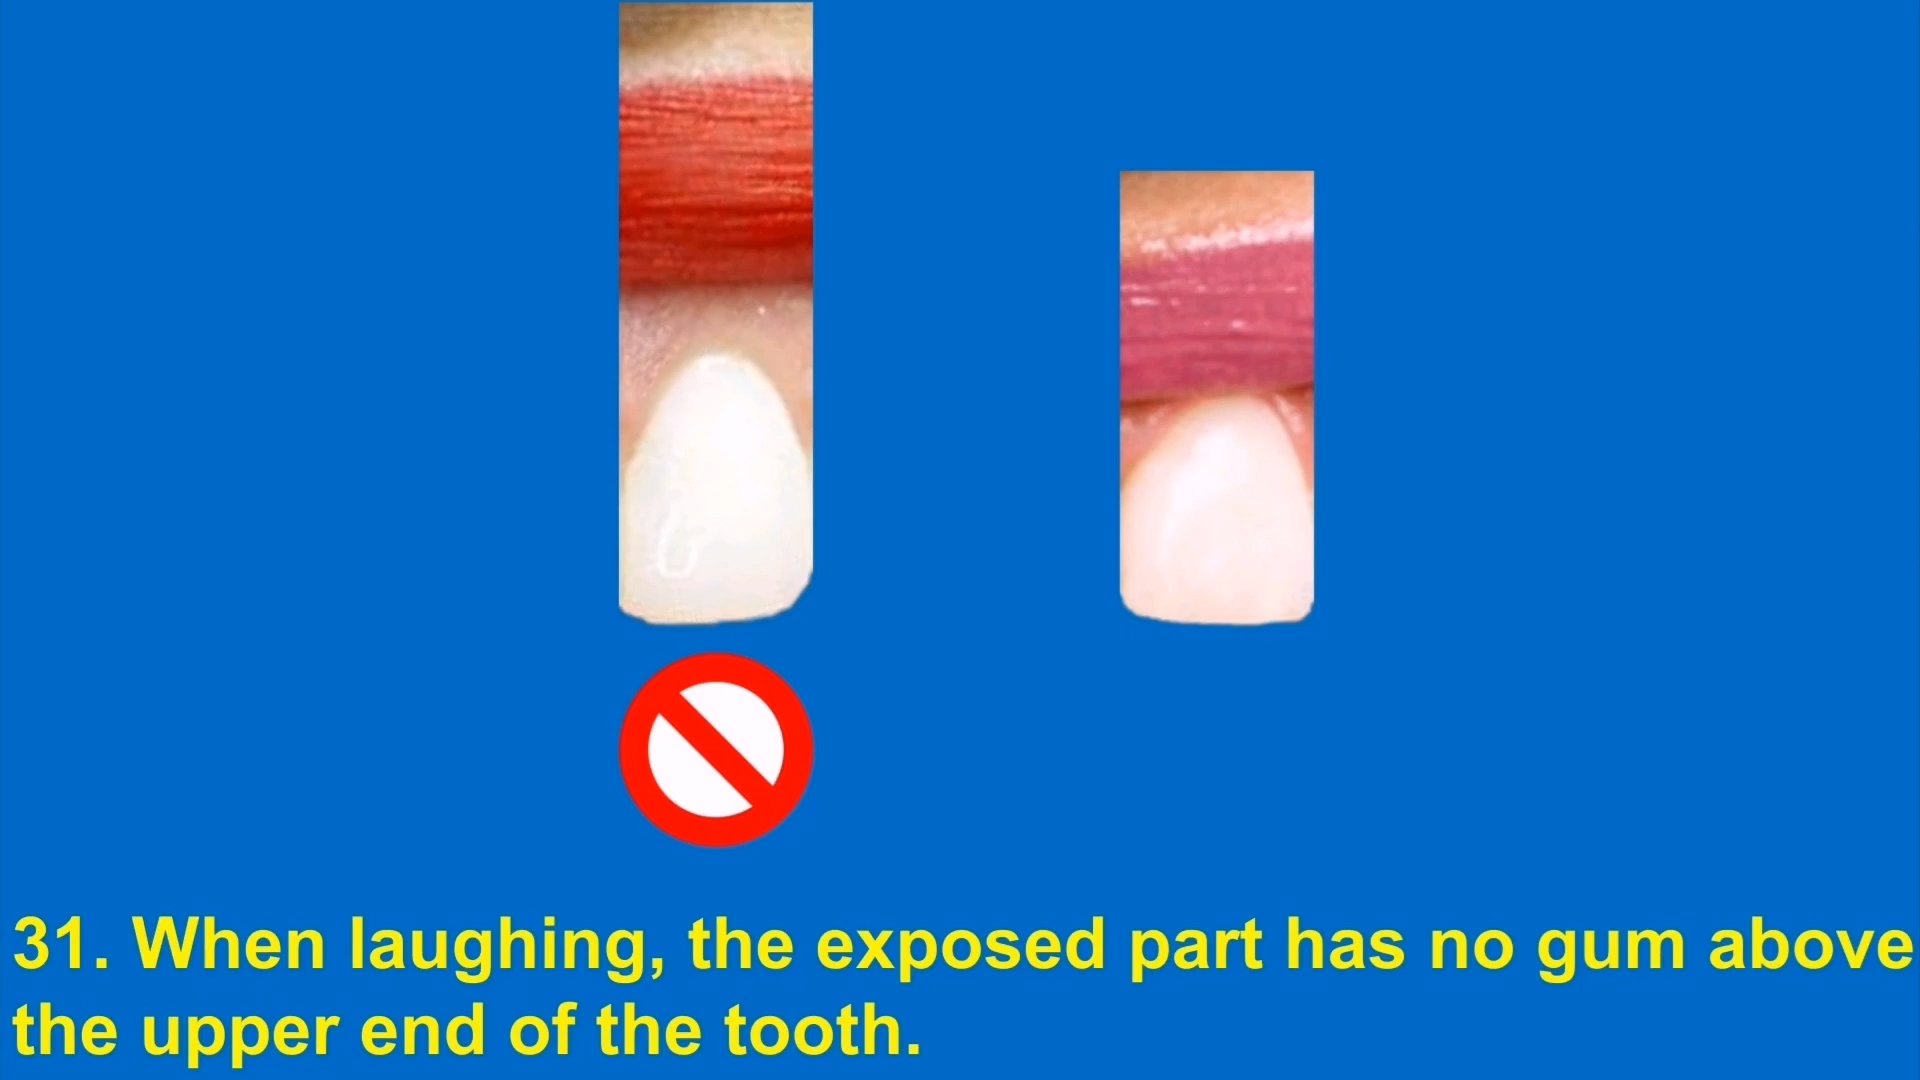 31. When laughing, the exposed part has no gum above
the upper end of the tooth.